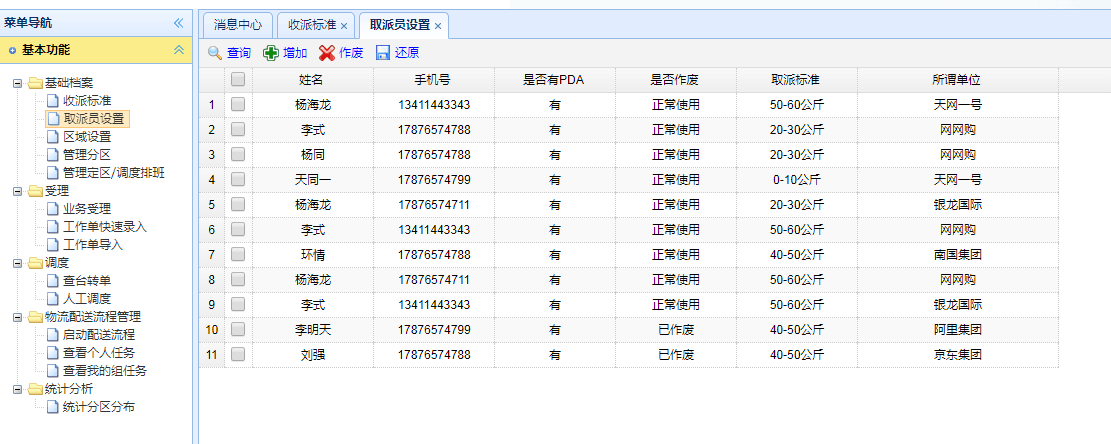 菜单导航
基本功能
基础档案
收派标准
取派员设置
区域设置
管理分区
管理定区/调度排班
受理
业务受理
工作单快速录入
工作单导入
调度
查台转单
人工调度
物流配送流程管理
启动配送流程
查看个人任务
查看我的组任务
统计分析
统计分区分布
消息中心 收派标准 取派员设置
查询 增加 作废 还原
姓名 手机号 是否有PDA 是否作废 取派标准 所谓单位
1 杨海龙 13411443343 有 正常使用 50-60公斤 天网一号
2 李式 17876574788 有 正常使用 20-30公斤 网网购
3 杨同 17876574788 有 正常使用 20-30公斤 网网购
4 天同一 17876574799 有 正常使用 0-10公斤 天网一号
5 杨海龙 17876574711 有 正常使用 20-30公斤 银龙国际
6 李式 17876574788 有 正常使用 50-60公斤 网网购
7 环情 17876574788 有 正常使用 40-50公斤 南国集团
8 杨海龙 17876574711 有 正常使用 50-60公斤 网网购
9 李式 13411443343 有 正常使用 50-60公斤 银龙国际
10 李明天 17876574799 有 已作废 40-50公斤 阿里集团
11 刘强 17876574788 有 已作废 40-50公斤 京东集团